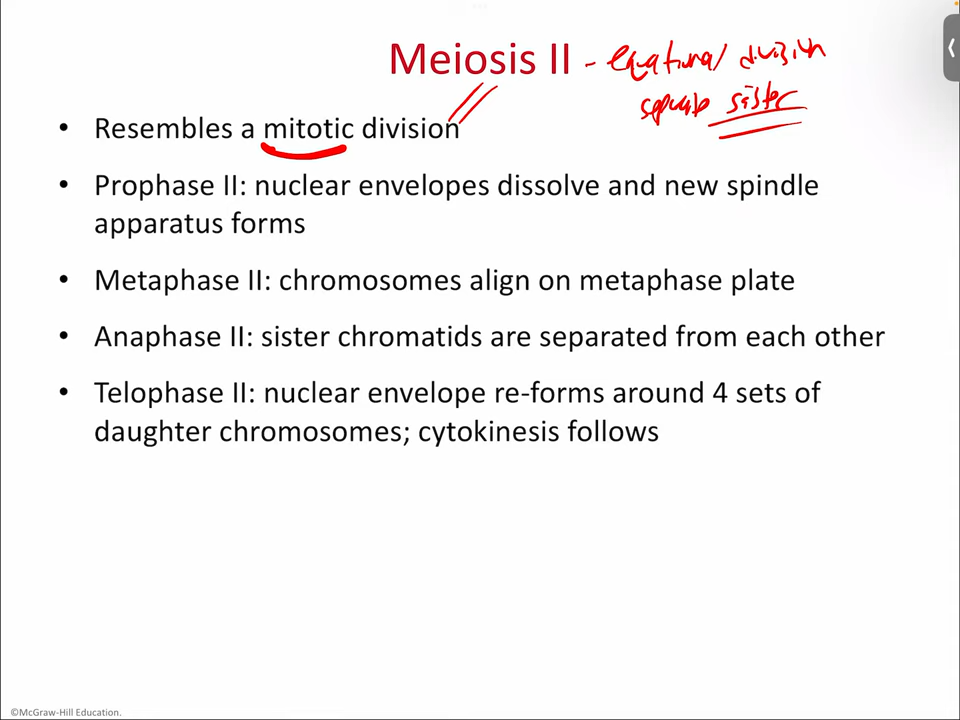 Meiosis II - equational division
separate sister
• Resembles a mitotic division
• Prophase II: nuclear envelopes dissolve and new spindle
apparatus forms
• Metaphase II: chromosomes align on metaphase plate
• Anaphase II: sister chromatids are separated from each other
• Telophase II: nuclear envelope re-forms around 4 sets of
daughter chromosomes; cytokinesis follows
©McGraw-Hill Education.